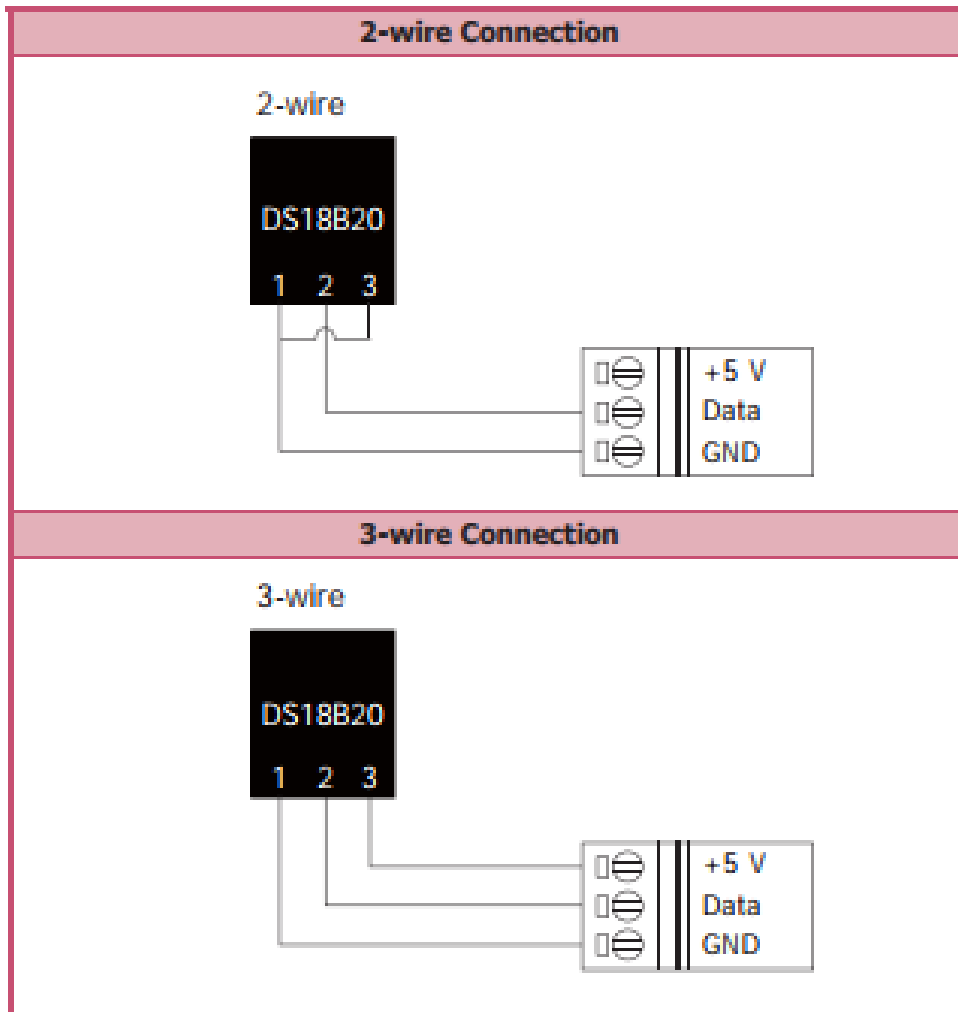 2-wire Connection
2-wire
DS18B20
1 2 3
+5 V
Data
GND
3-wire Connection
3-wire
DS18B20
1 2 3
+5 V
Data
GND